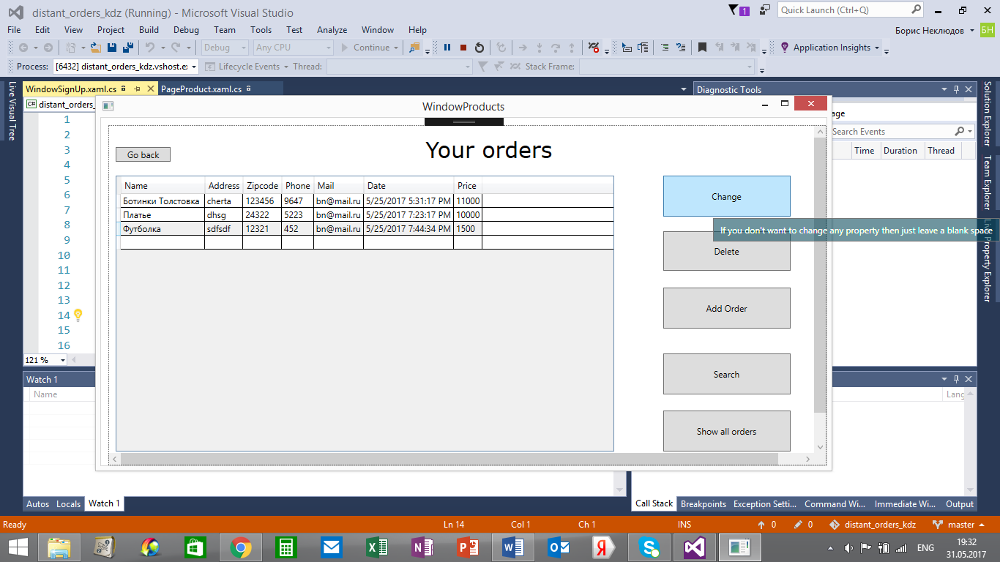 distant_orders_kdz (Running) - Microsoft Visual Studio
1
Quick Launch (Ctrl+Q)
File Edit View Project Build Debug Team Tools Test Analyze Window Help
Борис Неклюдов
БН
Debug Any CPU Continue Application Insights
Process: [6432] distant_orders_kdz.vshost.e Lifecycle Events Thread: Stack Frame:
Live Visual Tree
WindowSignUp.xaml.cs PageProduct.xaml.cs
Diagnostic Tools
Solution Explorer
Team Explorer
Live Property Explorer
C# distant_orders_
WindowProducts
age
Search Events
Time Duration Thread
1
2
3
4
5
6
7
8
9
10
11
12
13
14
15
16
121 %
Go back
Your orders
Name Address Zipcode Phone Mail Date Price
Ботинки Толстовка cherta 123456 9647 bn@mail.ru 5/25/2017 5:31:17 PM 11000
Платье dhsg 24322 5223 bn@mail.ru 5/25/2017 7:23:17 PM 10000
Футболка sdfsdf 12321 452 bn@mail.ru 5/25/2017 7:44:34 PM 1500
Change
If you don't want to change any property then just leave a blank space
Delete
Add Order
Search
Show all orders
Watch 1
Name
Lang
Autos Locals Watch 1
Call Stack Breakpoints Exception Setti... Command Wi... Immediate Wi... Output
Ready Ln 14 Col 1 Ch 1 INS 0 0 distant_orders_kdz master
ENG
19:32
31.05.2017